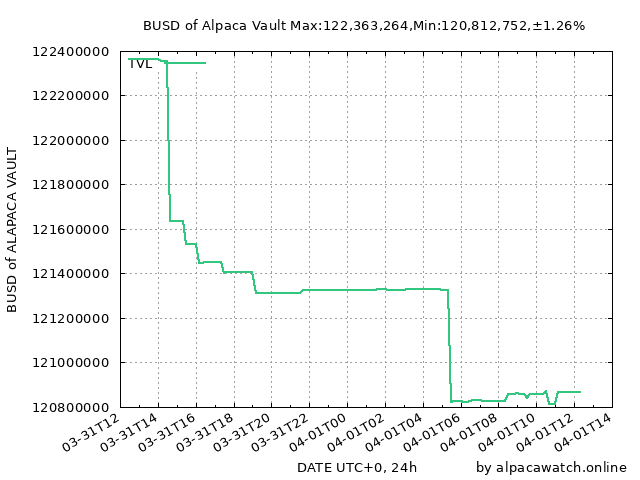 BUSD of Alpaca Vault Max:122,363,264,Min:120,812,752,±1.26%
122400000
TVL
122200000
122000000
121800000
121600000
121400000
121200000
121000000
120800000
BUSD of ALAPACA VAULT
03-31T12
03-31T14
03-31T16
03-31T18
03-31T20
03-31T22
04-01T00
04-01T02
04-01T04
04-01T06
04-01T08
04-01T10
04-01T12
04-01T14
DATE UTC+0, 24h
by alpacawatch.online